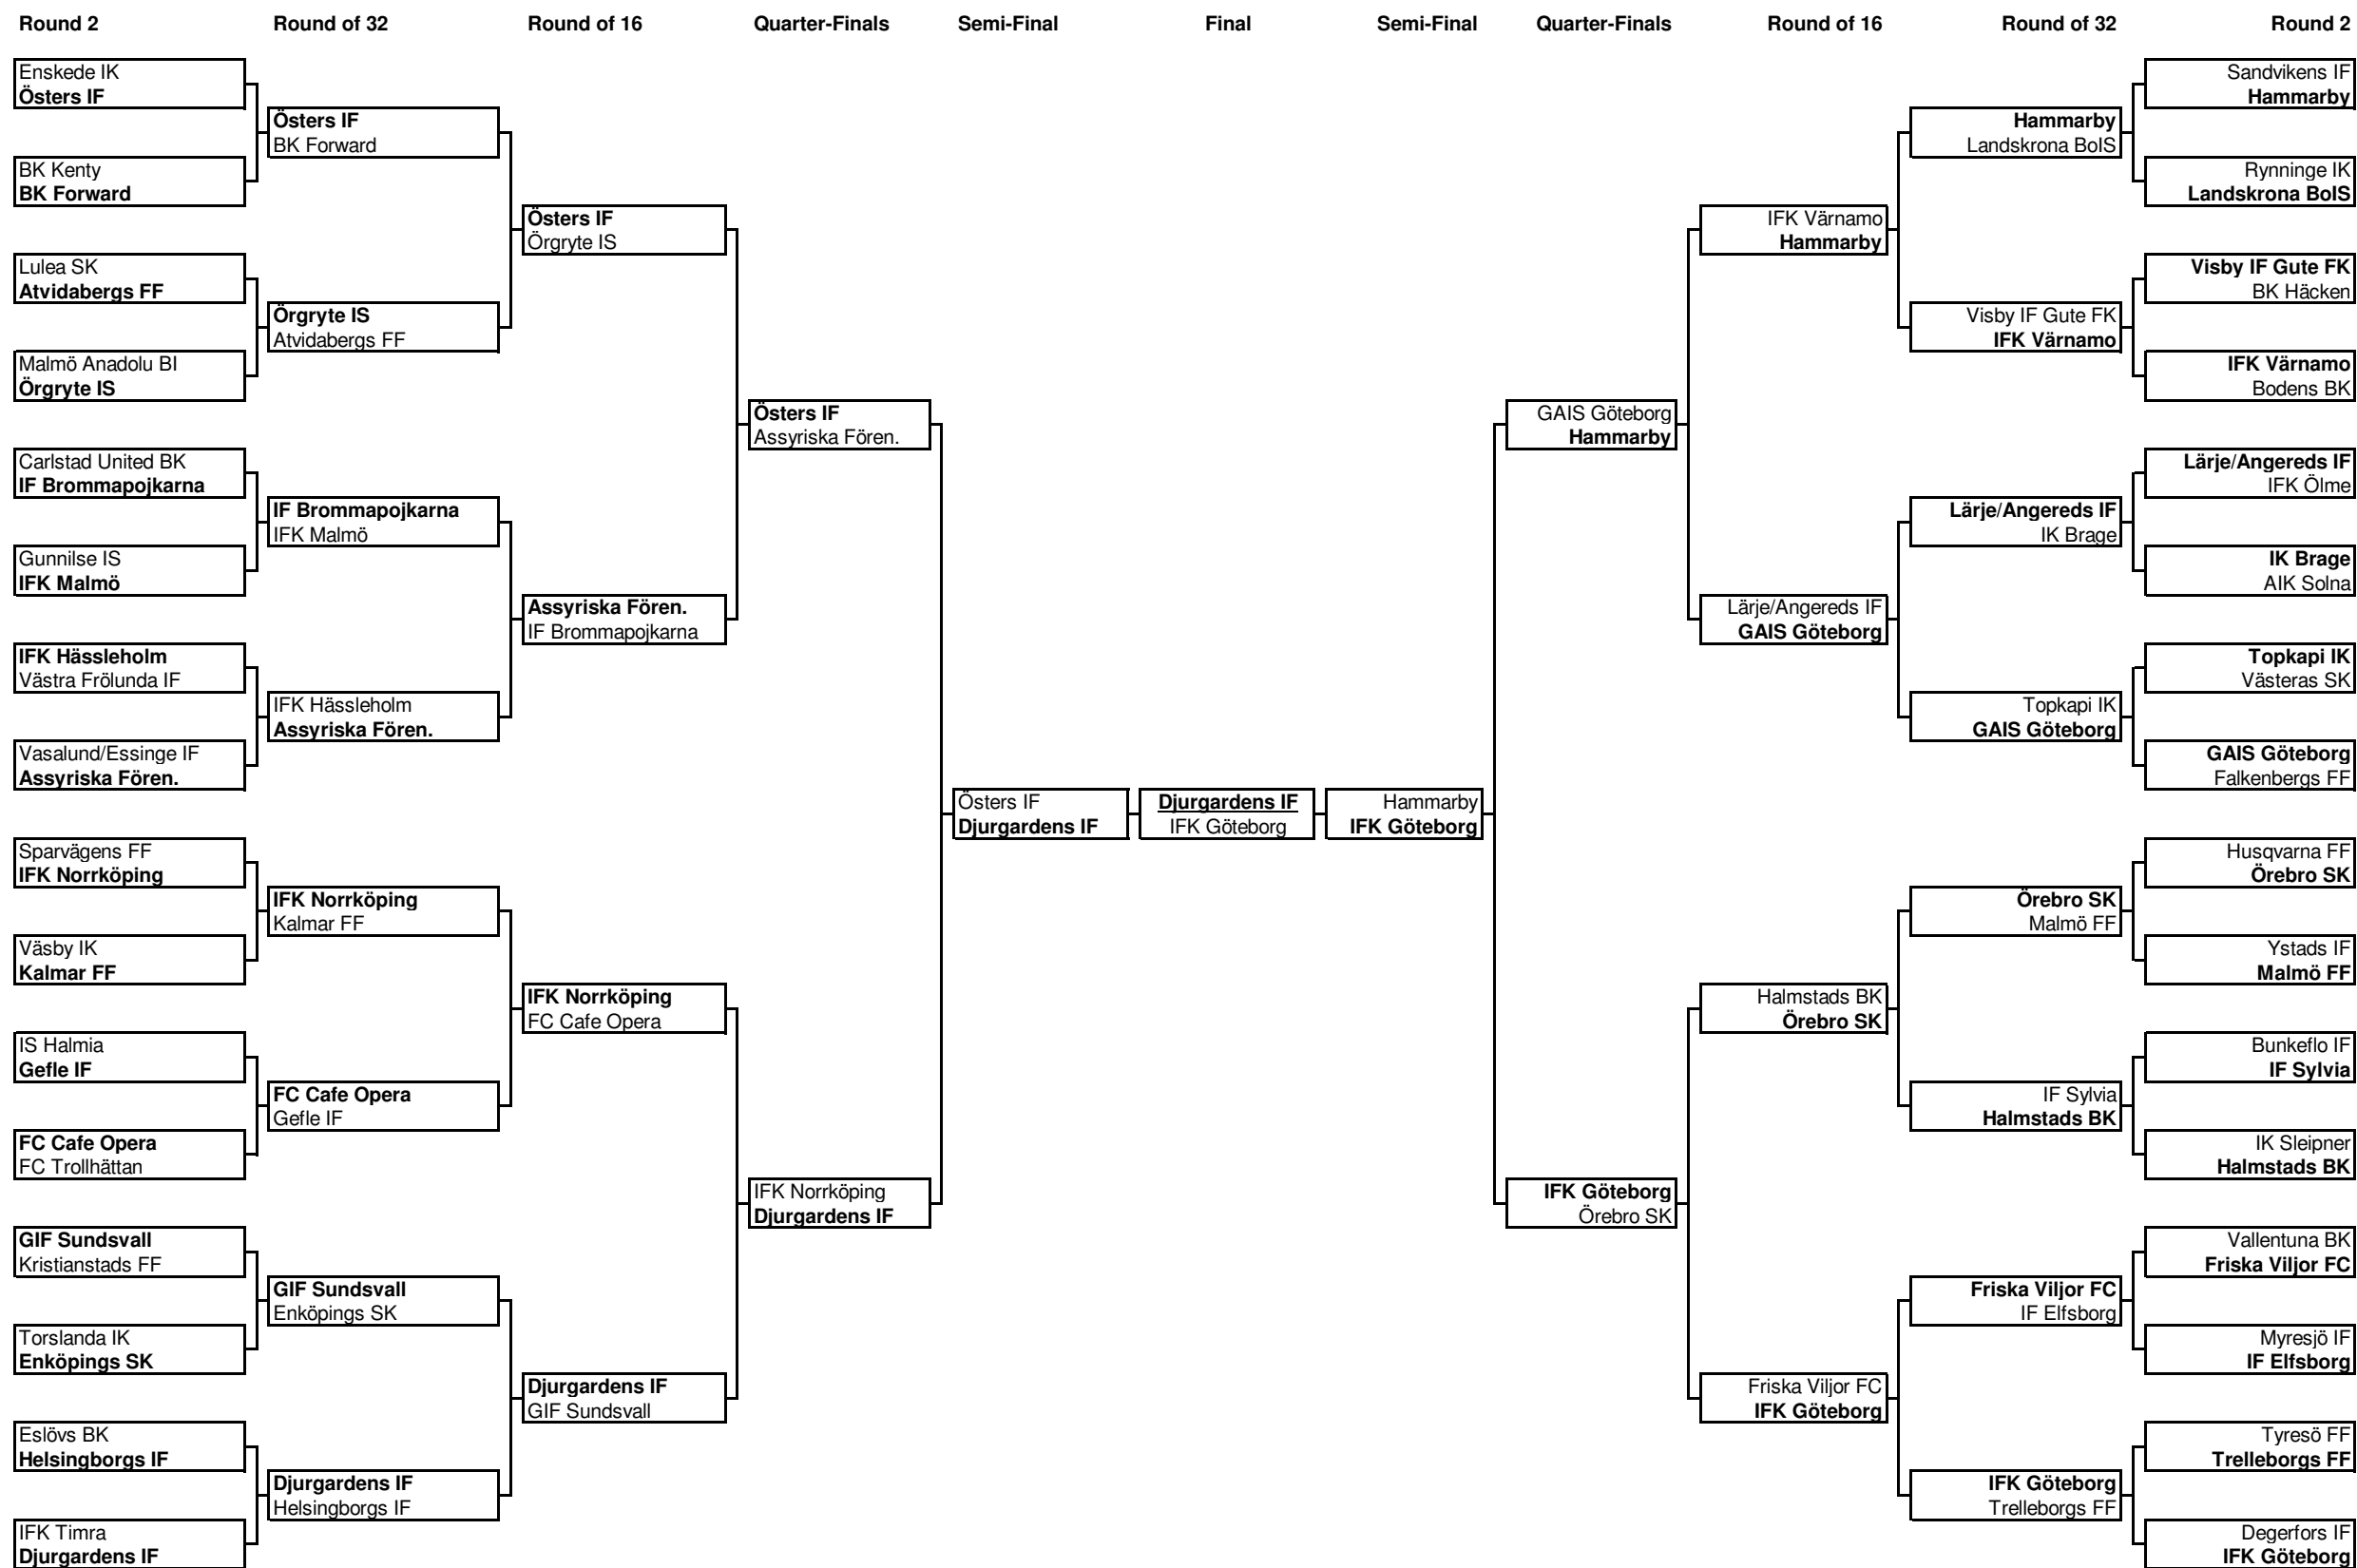 Round 2
Round of 32
Round of 16
Quarter-Finals
Semi-Final
Final
Semi-Final
Quarter-Finals
Round of 16
Round of 32
Round 2
Enskede IK
Östers IF
BK Kenty
BK Forward
Lulea SK
Atvidabergs FF
Malmö Anadolu BI
Örgryte IS
Carlstad United BK
IF Brommapojkarna
Gunnilse IS
IFK Malmö
IFK Hässleholm
Västra Frölunda IF
Vasalund/Essinge IF
Assyriska Fören.
Sparvägens FF
IFK Norrköping
Väsby IK
Kalmar FF
IS Halmia
Gefle IF
FC Cafe Opera
FC Trollhättan
GIF Sundsvall
Kristianstads FF
Torslanda IK
Enköpings SK
Eslövs BK
Helsingborgs IF
IFK Timra
Djurgardens IF
Östers IF
BK Forward
Örgryte IS
Atvidabergs FF
IF Brommapojkarna
IFK Malmö
IFK Hässleholm
Assyriska Fören.
IFK Norrköping
Kalmar FF
FC Cafe Opera
Gefle IF
GIF Sundsvall
Enköpings SK
Djurgardens IF
Helsingborgs IF
Östers IF
Örgryte IS
Assyriska Fören.
IF Brommapojkarna
IFK Norrköping
FC Cafe Opera
Djurgardens IF
GIF Sundsvall
Östers IF
Assyriska Fören.
IFK Norrköping
Djurgardens IF
Östers IF
Djurgardens IF
Djurgardens IF
IFK Göteborg
Hammarby
IFK Göteborg
GAIS Göteborg
Hammarby
IFK Göteborg
Örebro SK
IFK Värnamo
Hammarby
Lärje/Angereds IF
GAIS Göteborg
Halmstads BK
Örebro SK
Friska Viljor FC
IFK Göteborg
Hammarby
Landskrona BoIS
Visby IF Gute FK
IFK Värnamo
Lärje/Angereds IF
IK Brage
Topkapi IK
GAIS Göteborg
Örebro SK
Malmö FF
IF Sylvia
Halmstads BK
Friska Viljor FC
IF Elfsborg
IFK Göteborg
Trelleborgs FF
Sandvikens IF
Hammarby
Rynninge IK
Landskrona BoIS
Visby IF Gute FK
BK Häcken
IFK Värnamo
Bodens BK
Lärje/Angereds IF
IFK Ölme
IK Brage
AIK Solna
Topkapi IK
Västeras SK
GAIS Göteborg
Falkenbergs FF
Husqvarna FF
Örebro SK
Ystads IF
Malmö FF
Bunkeflo IF
IF Sylvia
IK Sleipner
Halmstads BK
Vallentuna BK
Friska Viljor FC
Myresjö IF
IF Elfsborg
Tyresö FF
Trelleborgs FF
Degerfors IF
IFK Göteborg